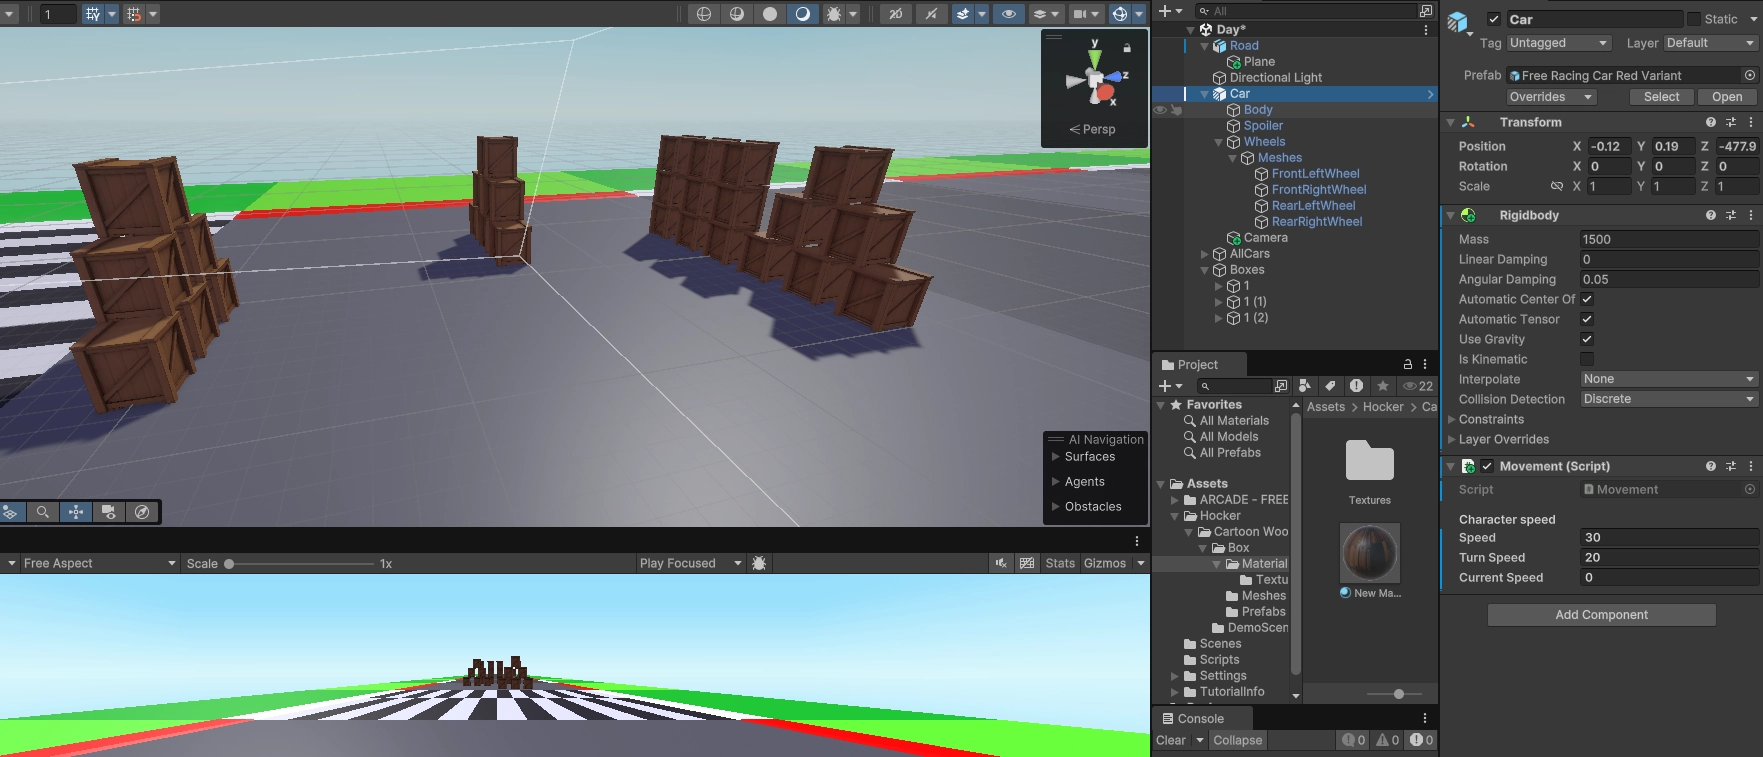 1
2D
y
z
x
Persp
AI Navigation
Surfaces
Agents
Obstacles
Free Aspect
Scale
1x
Play Focused
Stats
Gizmos
All
Day*
Road
Plane
Directional Light
Car
Body
Spoiler
Wheels
Meshes
FrontLeftWheel
FrontRightWheel
RearLeftWheel
RearRightWheel
Camera
AllCars
Boxes
1
1 (1)
1 (2)
Project
22
Favorites
All Materials
All Models
All Prefabs
Assets
ARCADE - FREE
Hocker
Cartoon Woo
Box
Material
Textu
Meshes
Prefabs
DemoScen
Scenes
Scripts
Settings
TutorialInfo
Assets > Hocker > Ca
Textures
New Ma...
Console
Clear Collapse 0 0 0
Car Static
Tag Untagged Layer Default
Prefab Free Racing Car Red Variant
Overrides Select Open
Transform
Position X -0.12 Y 0.19 Z -477.9
Rotation X 0 Y 0 Z 0
Scale X 1 Y 1 Z 1
Rigidbody
Mass 1500
Linear Damping 0
Angular Damping 0.05
Automatic Center Of
Automatic Tensor
Use Gravity
Is Kinematic
Interpolate None
Collision Detection Discrete
Constraints
Layer Overrides
Movement (Script)
Script Movement
Character speed
Speed 30
Turn Speed 20
Current Speed 0
Add Component